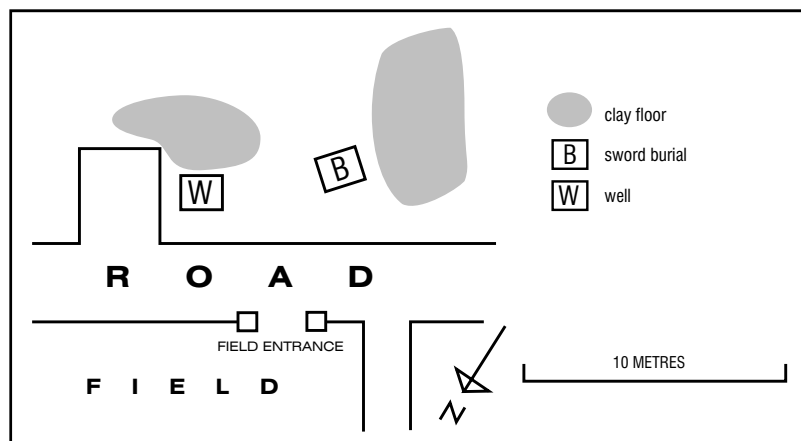 clay floor
B
sword burial
B
W
W
well
R O A D
FIELD ENTRANCE
10 METRES
F I E L D
N